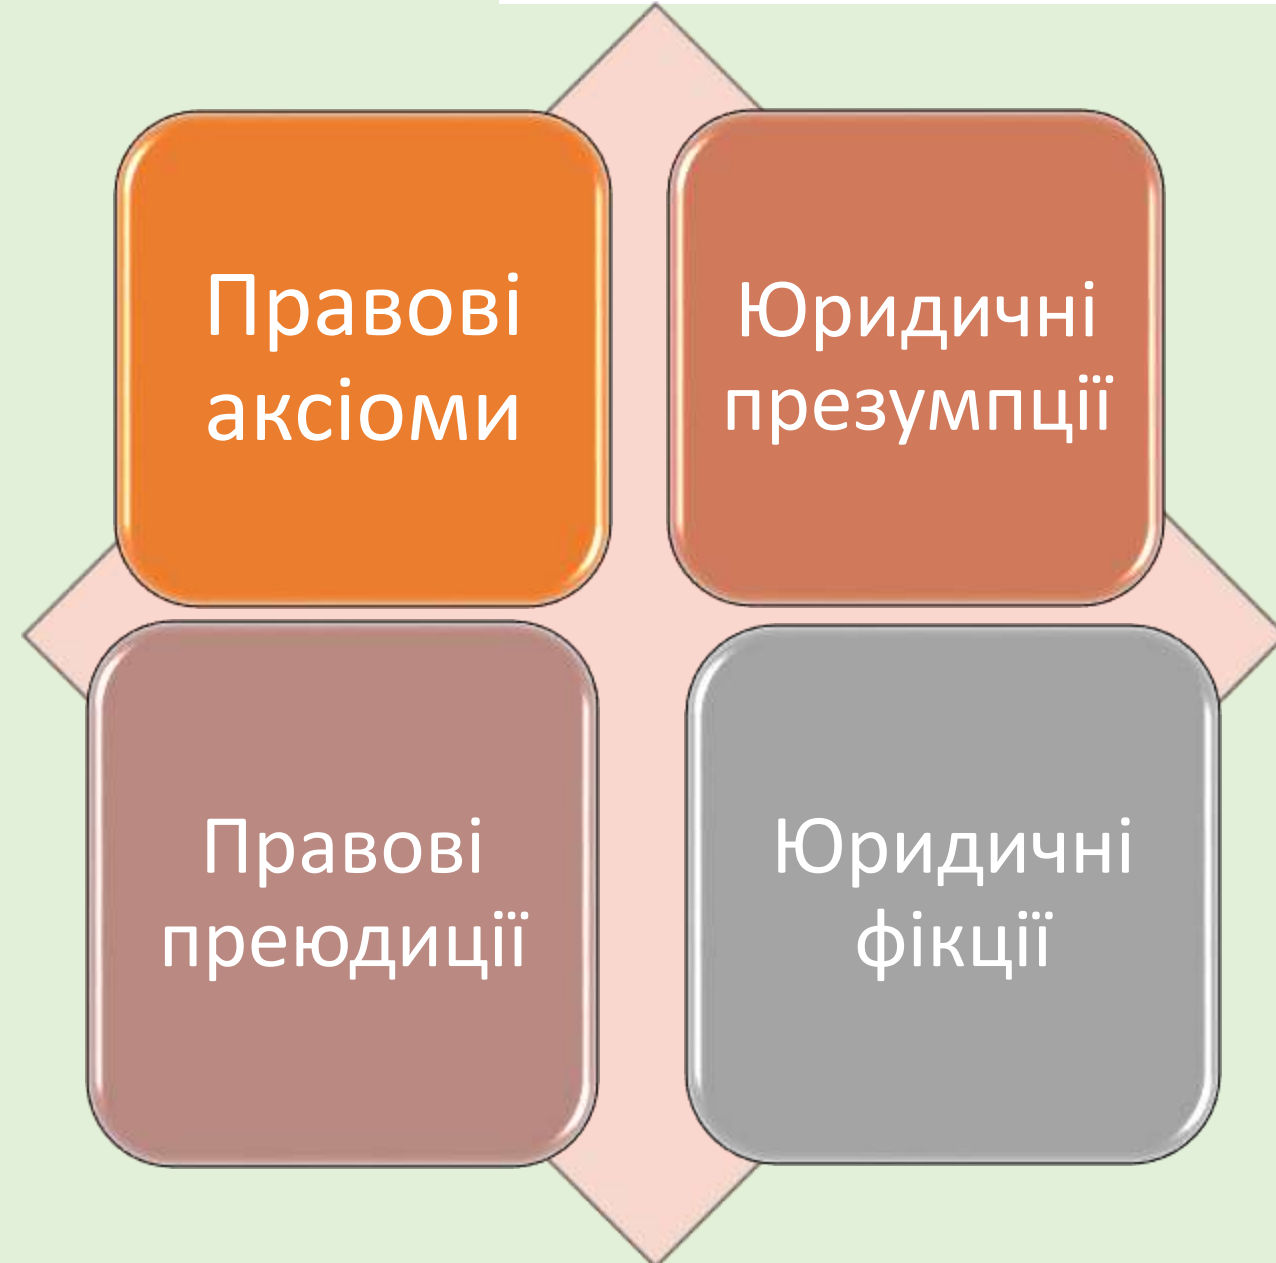 Правові
аксіоми
Юридичні
презумпції
Правові
преюдиції
Юридичні
фікції